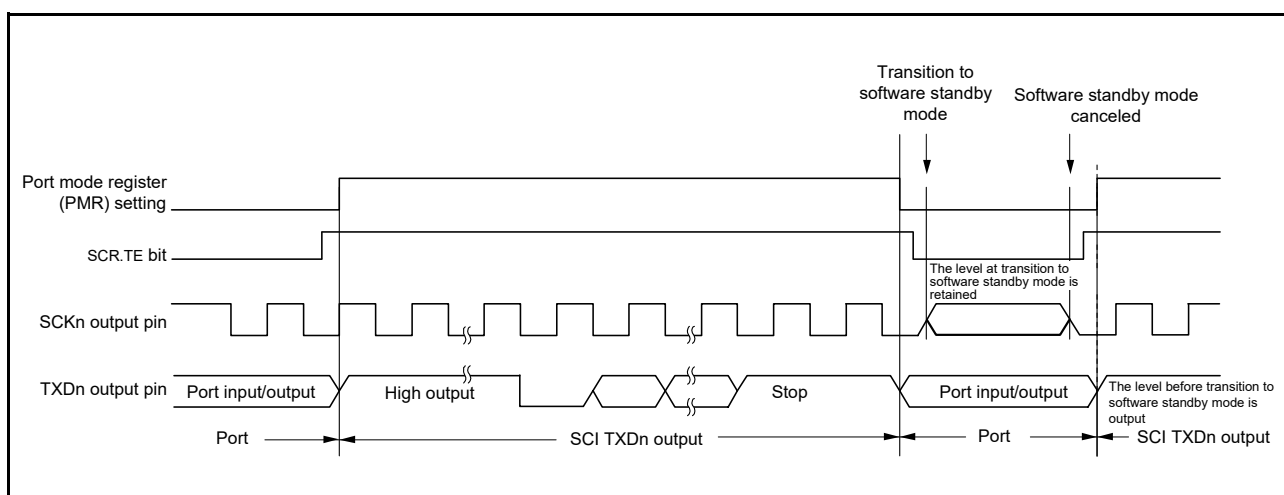 Transition to
software standby
mode
Software standby mode
canceled
Port mode register
(PMR) setting
SCR.TE bit
The level at transition to
software standby mode is
retained
SCKn output pin
TXDn output pin
Port input/output
High output
Stop
Port input/output
The level before transition to
software standby mode is
output
Port
SCI TXDn output
Port
SCI TXDn output